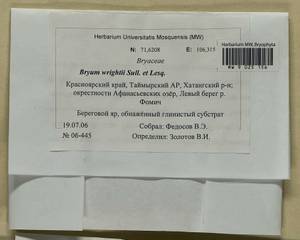 Herbarium Universitatis Mosquensis (MW)
N: 71,6208 E: 106,315
Bryaceae
Bryum wrightii Sull. et Lesq.
Красноярский край, Таймырский АР, Хатангский р-н;
окрестности Афанасьевских озёр, Левый берег р.
Фомич
Береговой яр, обнажённый глинистый субстрат
19.07.06 Собрал: Федосов В.Э.
№ 06-445 Определил: Золотов В.И.
Herbarium MW, Bryophyta